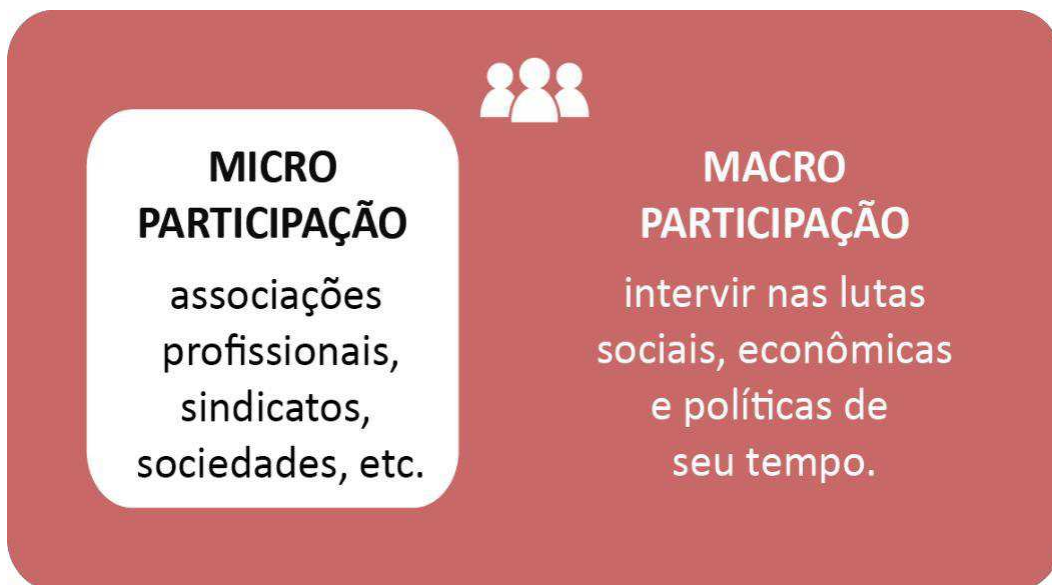 MICRO
PARTICIPAÇÃO
associações
profissionais,
sindicatos,
sociedades, etc.
MACRO
PARTICIPAÇÃO
intervir nas lutas
sociais, econômicas
e políticas de
seu tempo.